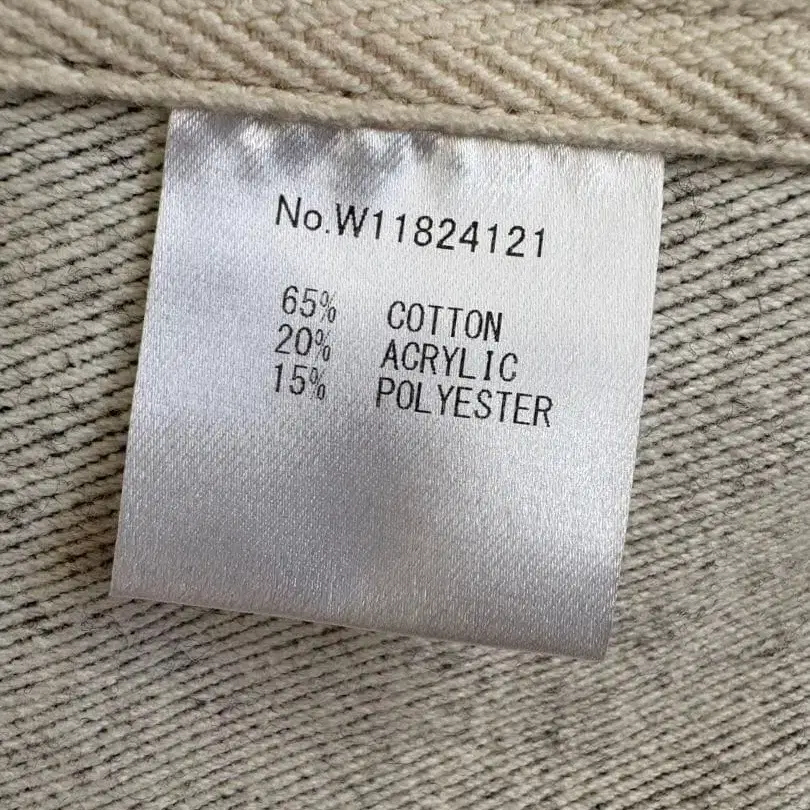 No.W11824121
65% COTTON
20% ACRYLIC
15% POLYESTER